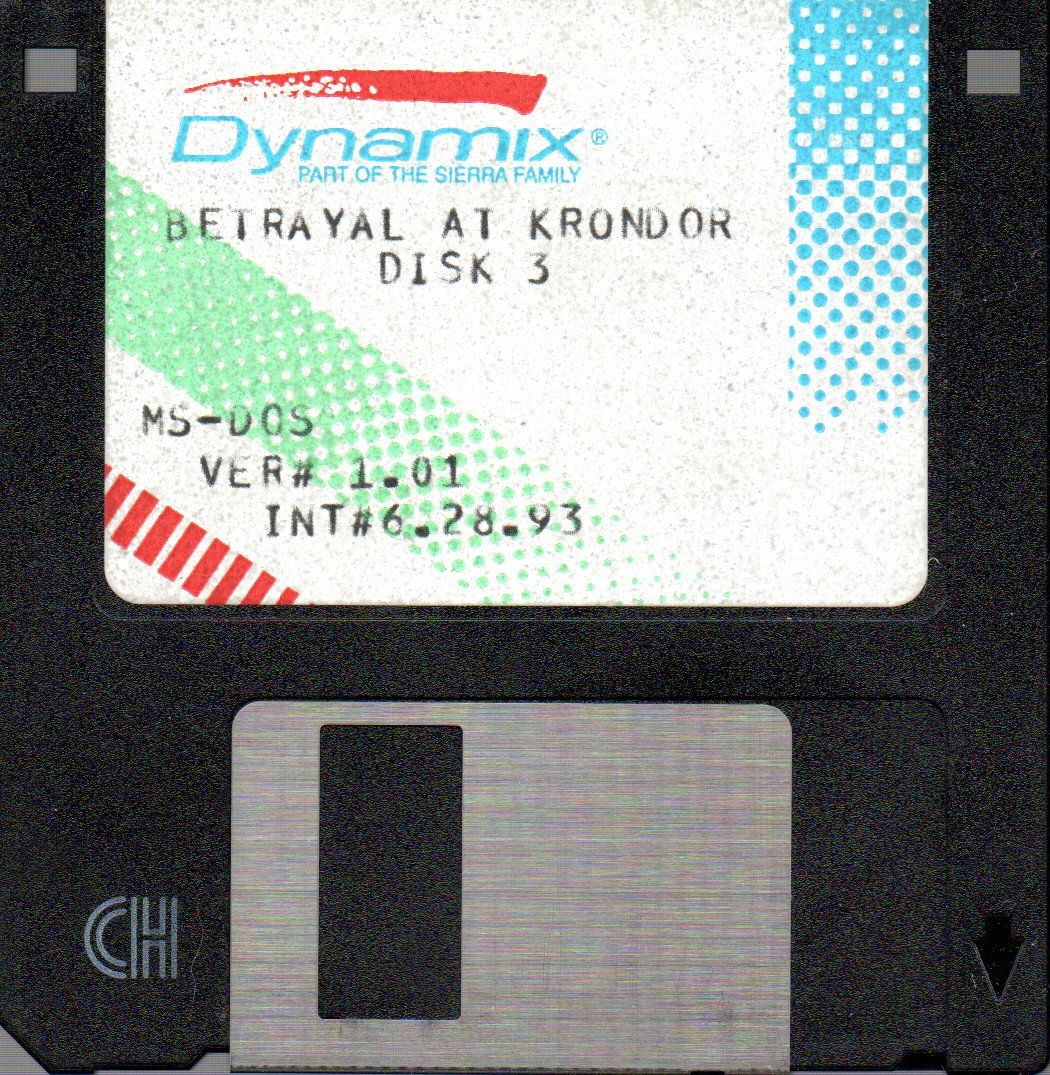 Dynamix®
PART OF THE SIERRA FAMILY
BETRAYAL AT KRONDOR
DISK 3
MS-DOS
VER# 1.01
INT#6.28.93
CH